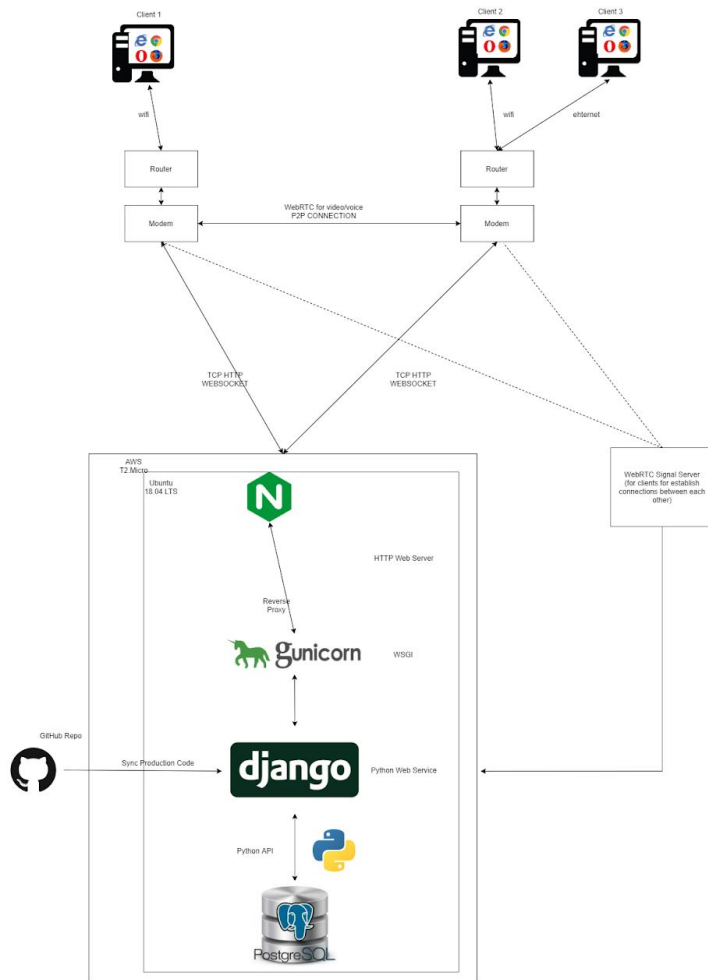 Client 1
Client 2
Client 3
wifi
wifi
ehternet
Router
Router
WebRTC for video/voice
P2P CONNECTION
Modem
Modem
TCP HTTP
WEBSOCKET
TCP HTTP
WEBSOCKET
AWS
T2.Micro
Ubuntu
18.04 LTS
N
WebRTC Signal Server
(for clients for establish
connections between each
other)
HTTP Web Server
Reverse
Proxy
gunicorn
WSGI
GitHub Repo
Sync Production Code
django
Python Web Service
Python API
PostgreSQL